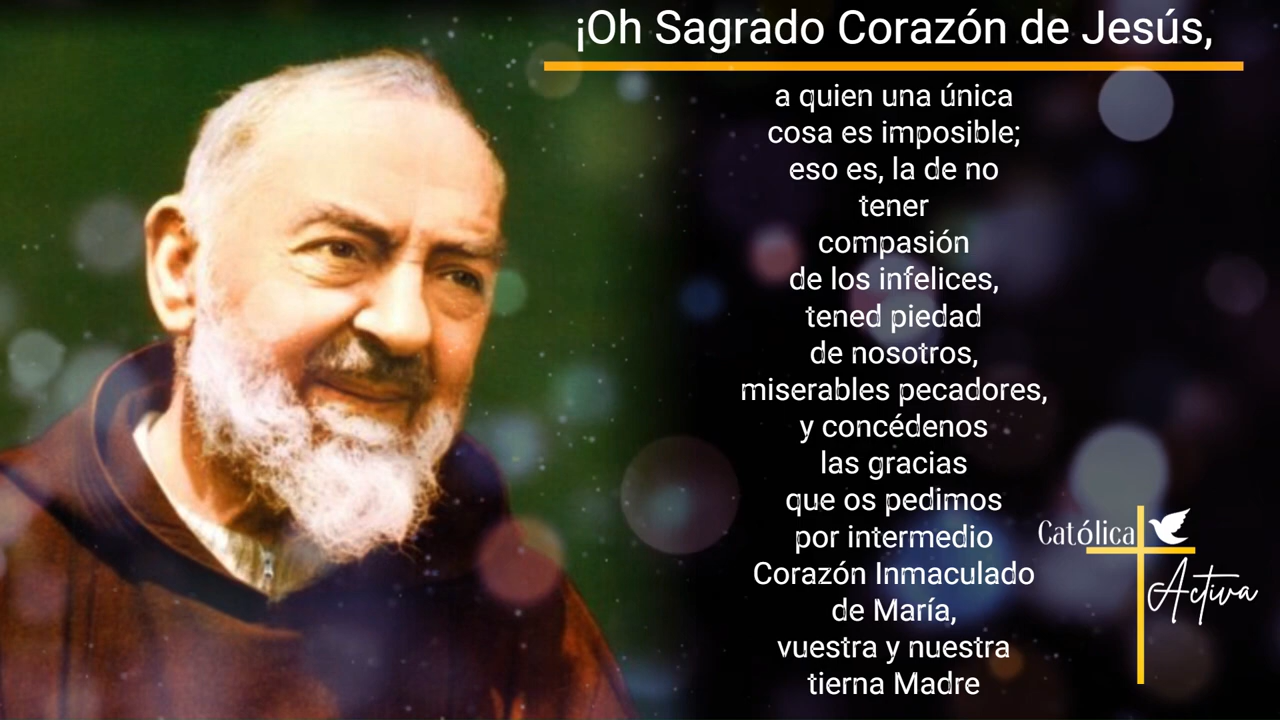 ¡Oh Sagrado Corazón de Jesús,
a quien una única
cosa es imposible;
eso es, la de no
tener
compasión
de los infelices,
tened piedad
de nosotros,
miserables pecadores,
y concédenos
las gracias
que os pedimos
por intermedio
Corazón Inmaculado
de María,
vuestra y nuestra
tierna Madre
Católica
Activa